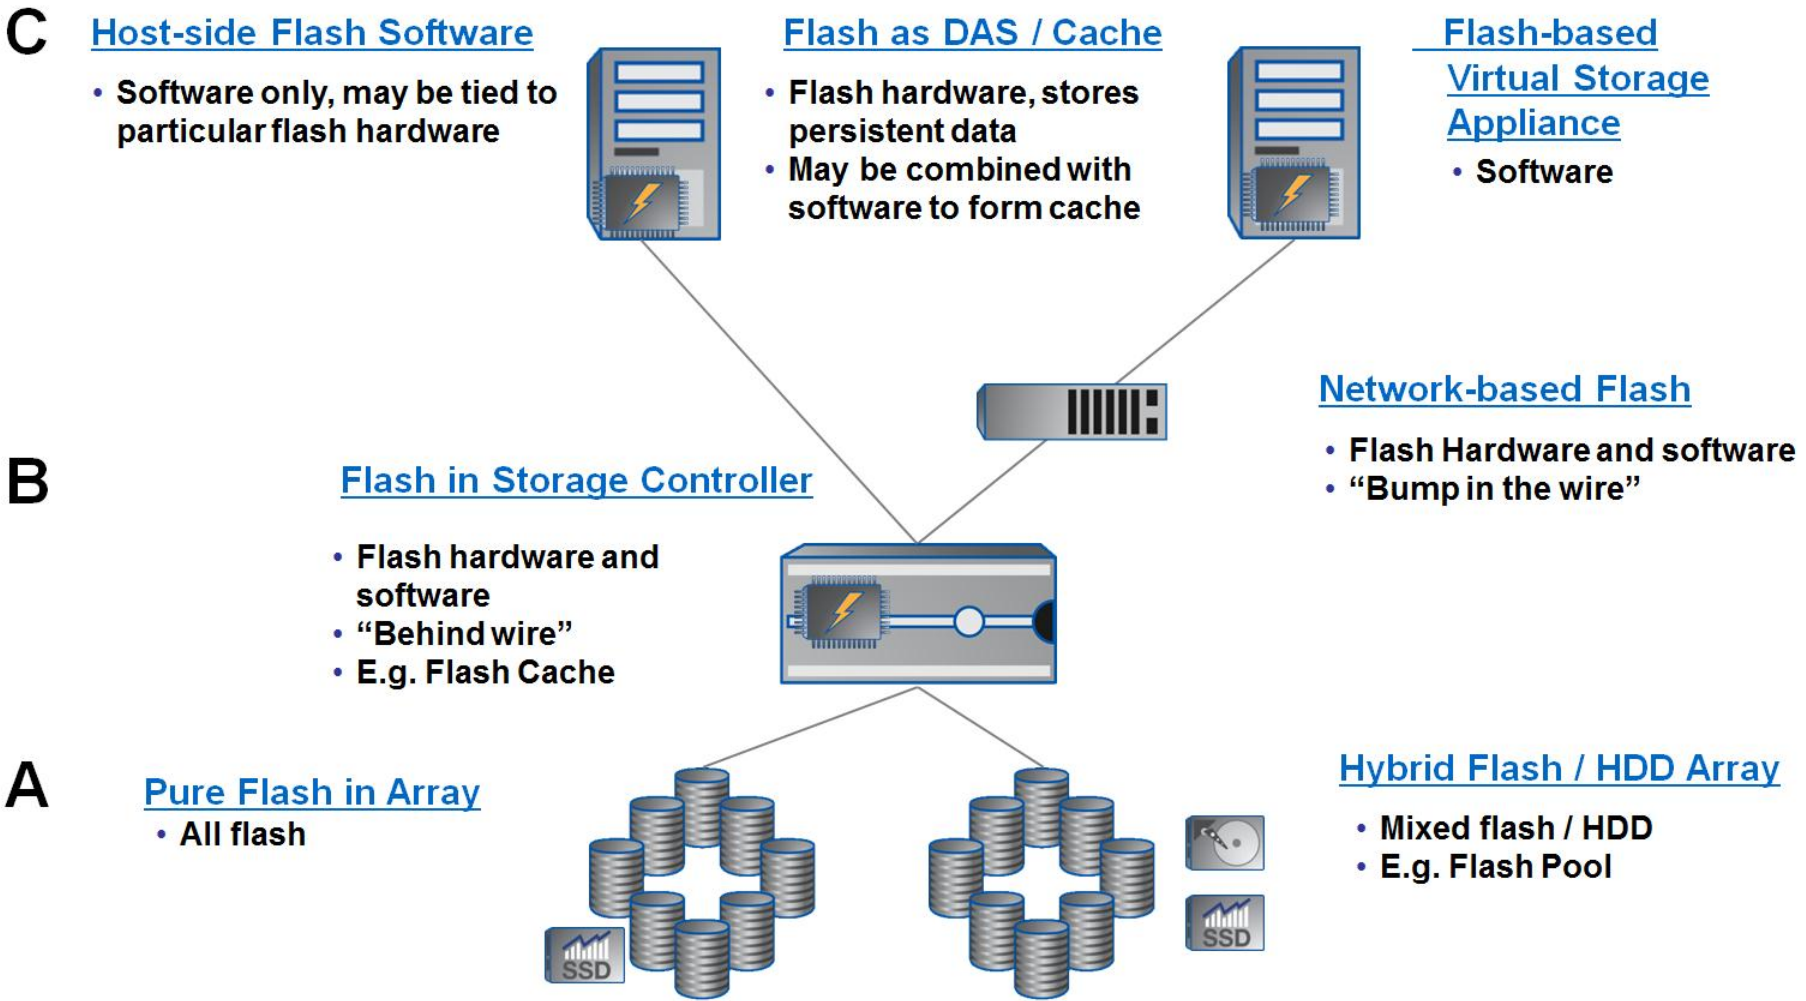 C
Host-side Flash Software
• Software only, may be tied to
particular flash hardware
Flash as DAS / Cache
• Flash hardware, stores
persistent data
• May be combined with
software to form cache
Flash-based
Virtual Storage
Appliance
• Software
Network-based Flash
• Flash Hardware and software
• “Bump in the wire”
B
Flash in Storage Controller
• Flash hardware and
software
• “Behind wire”
• E.g. Flash Cache
A
Pure Flash in Array
• All flash
SSD
Hybrid Flash / HDD Array
• Mixed flash / HDD
• E.g. Flash Pool
SSD